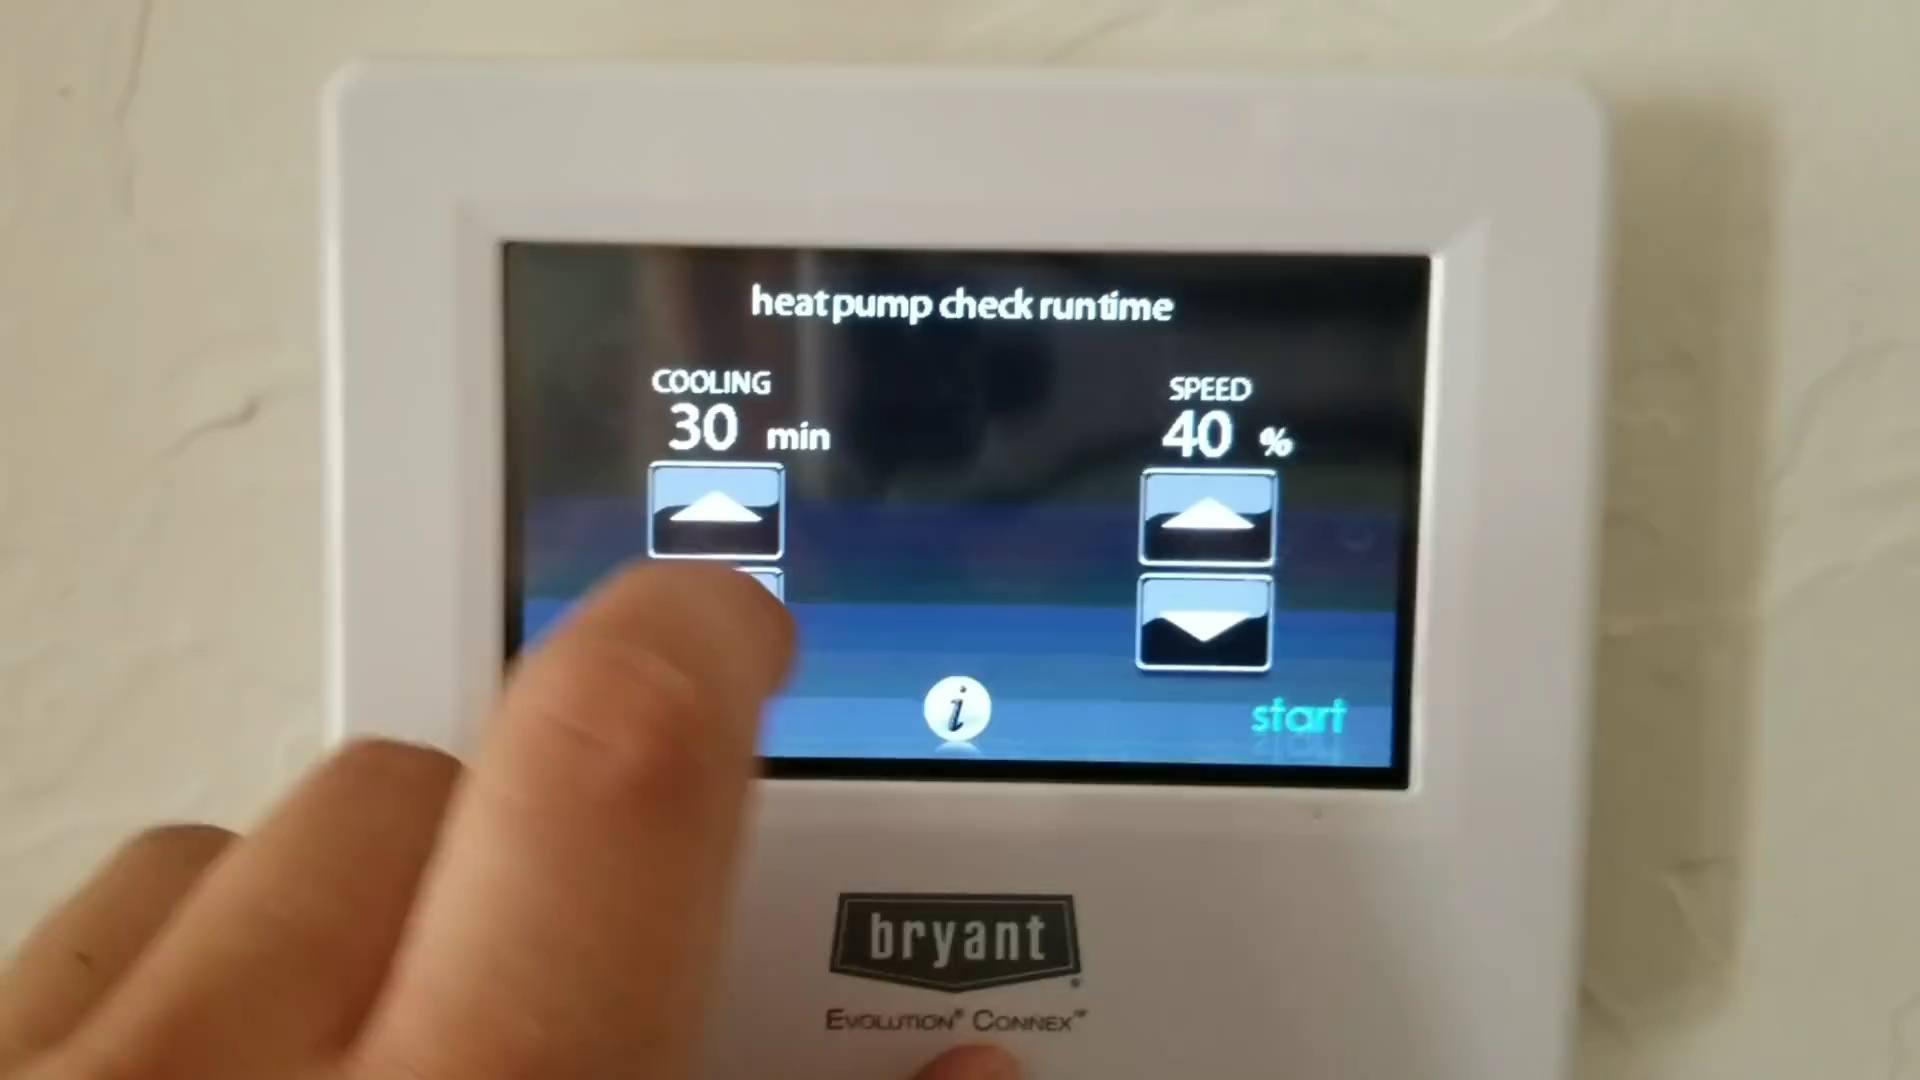 heat pump check runtime
COOLING
30 min
SPEED
40 %
i
start
bryant
EVOLUTION® CONNEX™